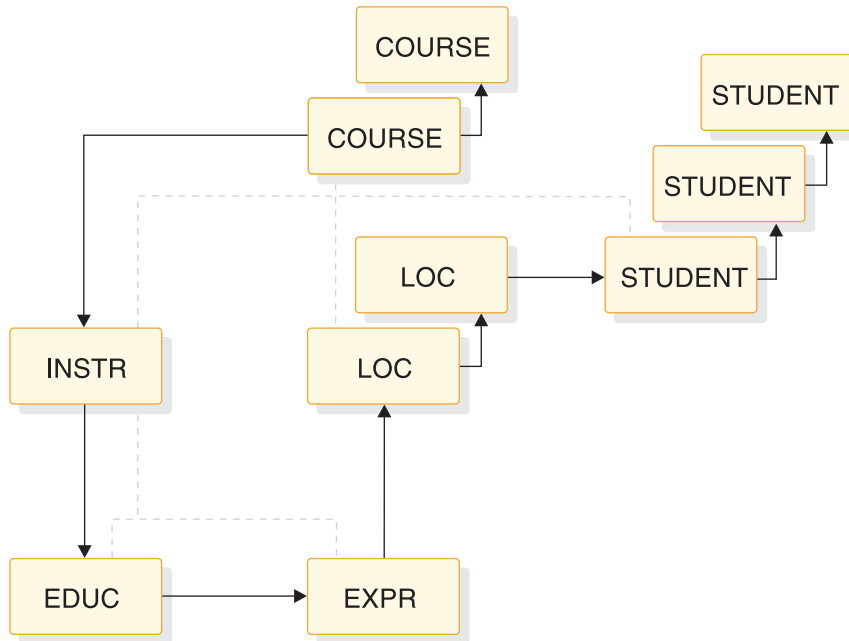 COURSE
STUDENT
COURSE
STUDENT
LOC
STUDENT
INSTR
LOC
EDUC
EXPR